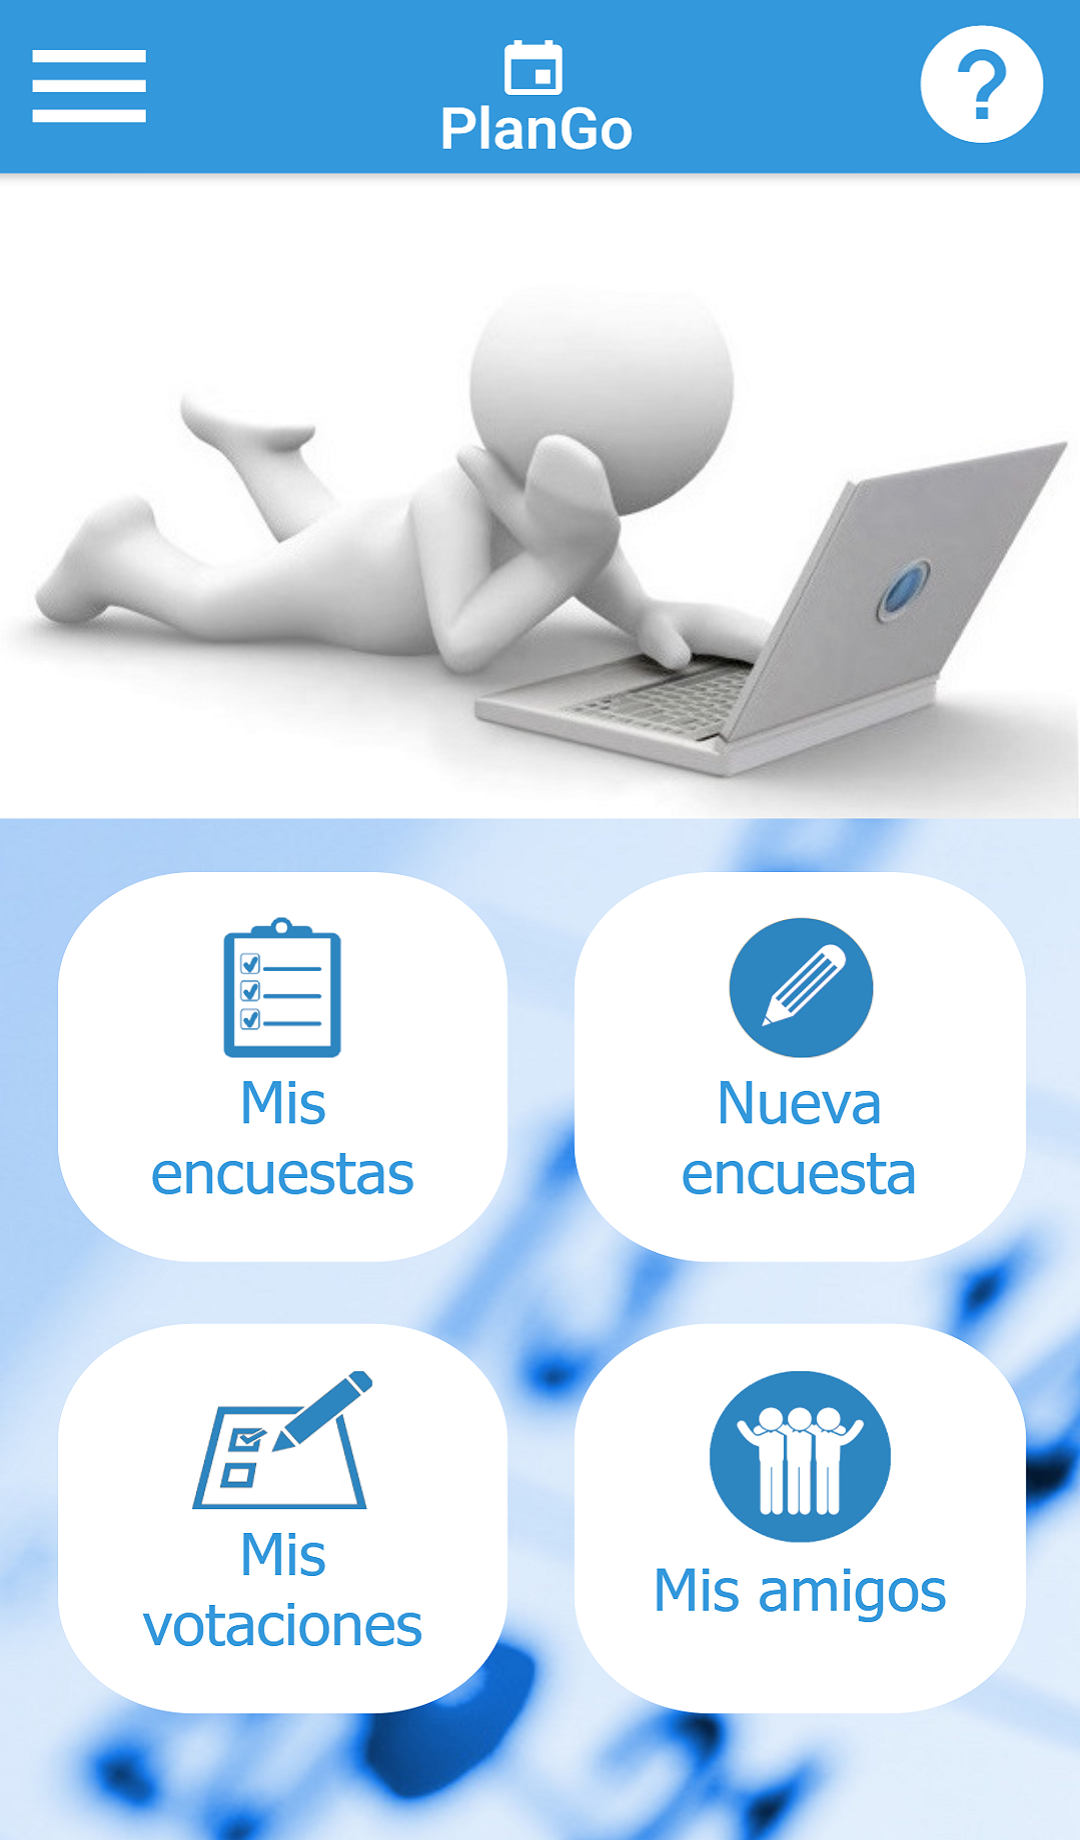 PlanGo
?
Mis
encuestas
Nueva
encuesta
Mis
votaciones
Mis amigos